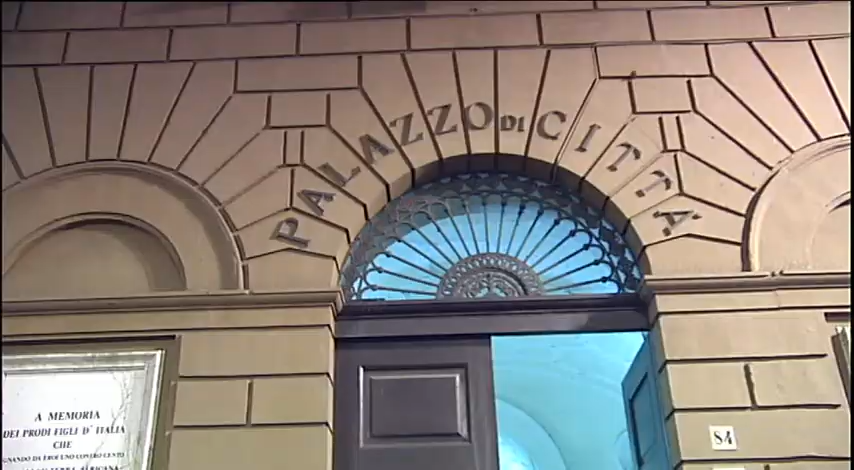 PALAZZO DI CITTA
A MEMORIA
DEI PRODI FIGLI D'ITALIA
CHE
84